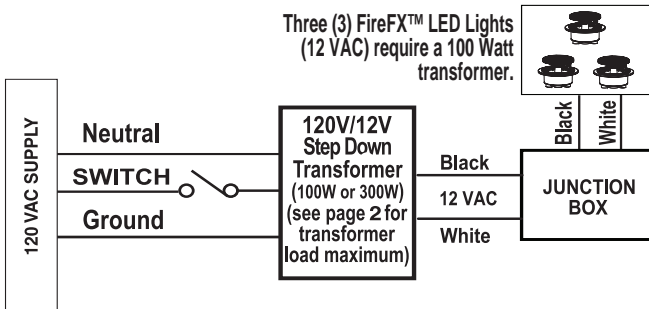 Three (3) FireFX™ LED Lights
(12 VAC) require a 100 Watt
transformer.
Black
White
120 VAC SUPPLY
Neutral
SWITCH
Ground
120V/12V
Step Down
Transformer
(100W or 300W)
(see page 2 for
transformer
load maximum)
Black
12 VAC
White
JUNCTION
BOX